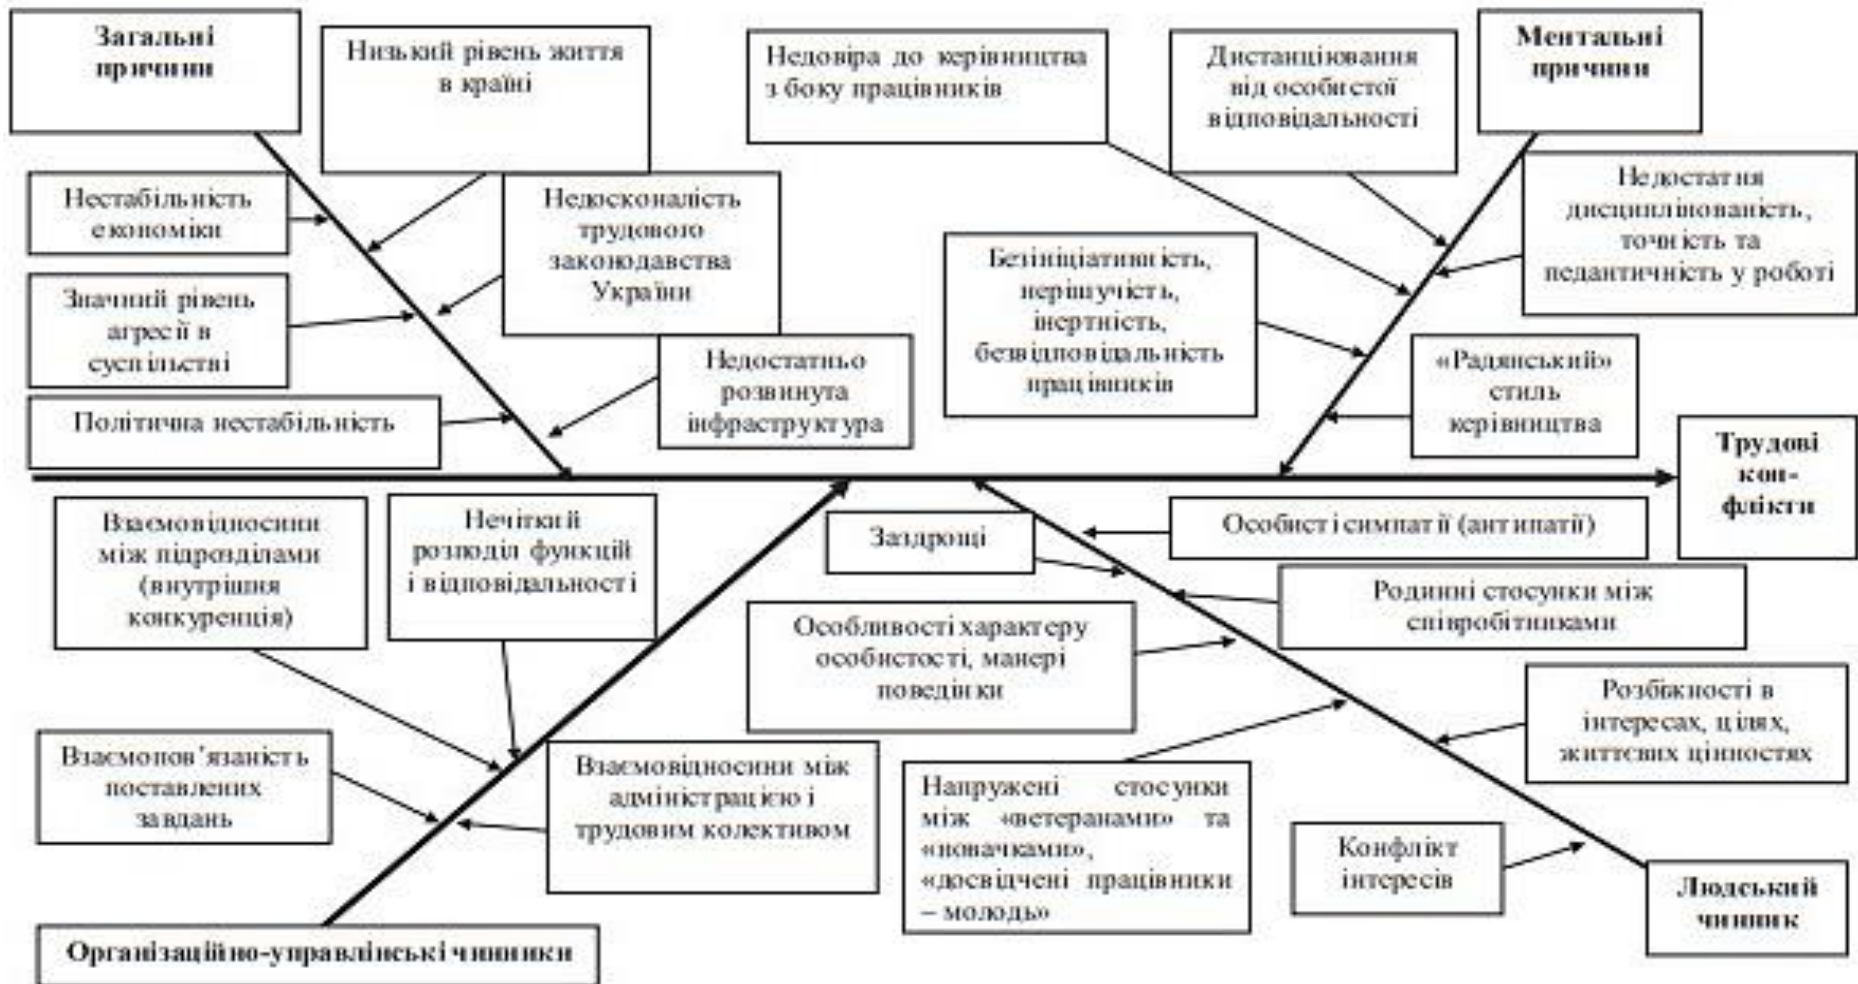 Загальні
причини
Низький рівень життя
в країні
Недовіра до керівництва
з боку працівників
Дистанціювання
від особистої
відповідальності
Ментальні
причини
Нестабільність
економіки
Недосконалість
трудового
законодавства
України
Недостатня
дисциплінованість,
точність та
педантичність у роботі
Значний рівень
агресії в
суспільстві
Безініціативність,
нерішучість,
інертність,
безвідповідальність
працівників
Недостатньо
розвинута
інфраструктура
«Радянський»
стиль
керівництва
Політична нестабільність
Трудові
кон-
флікти
Взаємовідносини
між підрозділами
(внутрішня
конкуренція)
Нечіткий
розподіл функцій
і відповідальності
Заздрощі
Особисті симпатії (антипатії)
Родинні стосунки між
співробітниками
Особливості характеру
особистості, манері
поведінки
Розбіжності в
інтересах, цілях,
життєвих цінностях
Взаємопов’язаність
поставлених
завдань
Взаємовідносини між
адміністрацією і
трудовим колективом
Напружені стосунки
між «ветеранами» та
«новачками»,
«досвідчені працівники
– молодь»
Конфлікт
інтересів
Людський
чинник
Організаційно-управлінські чинники